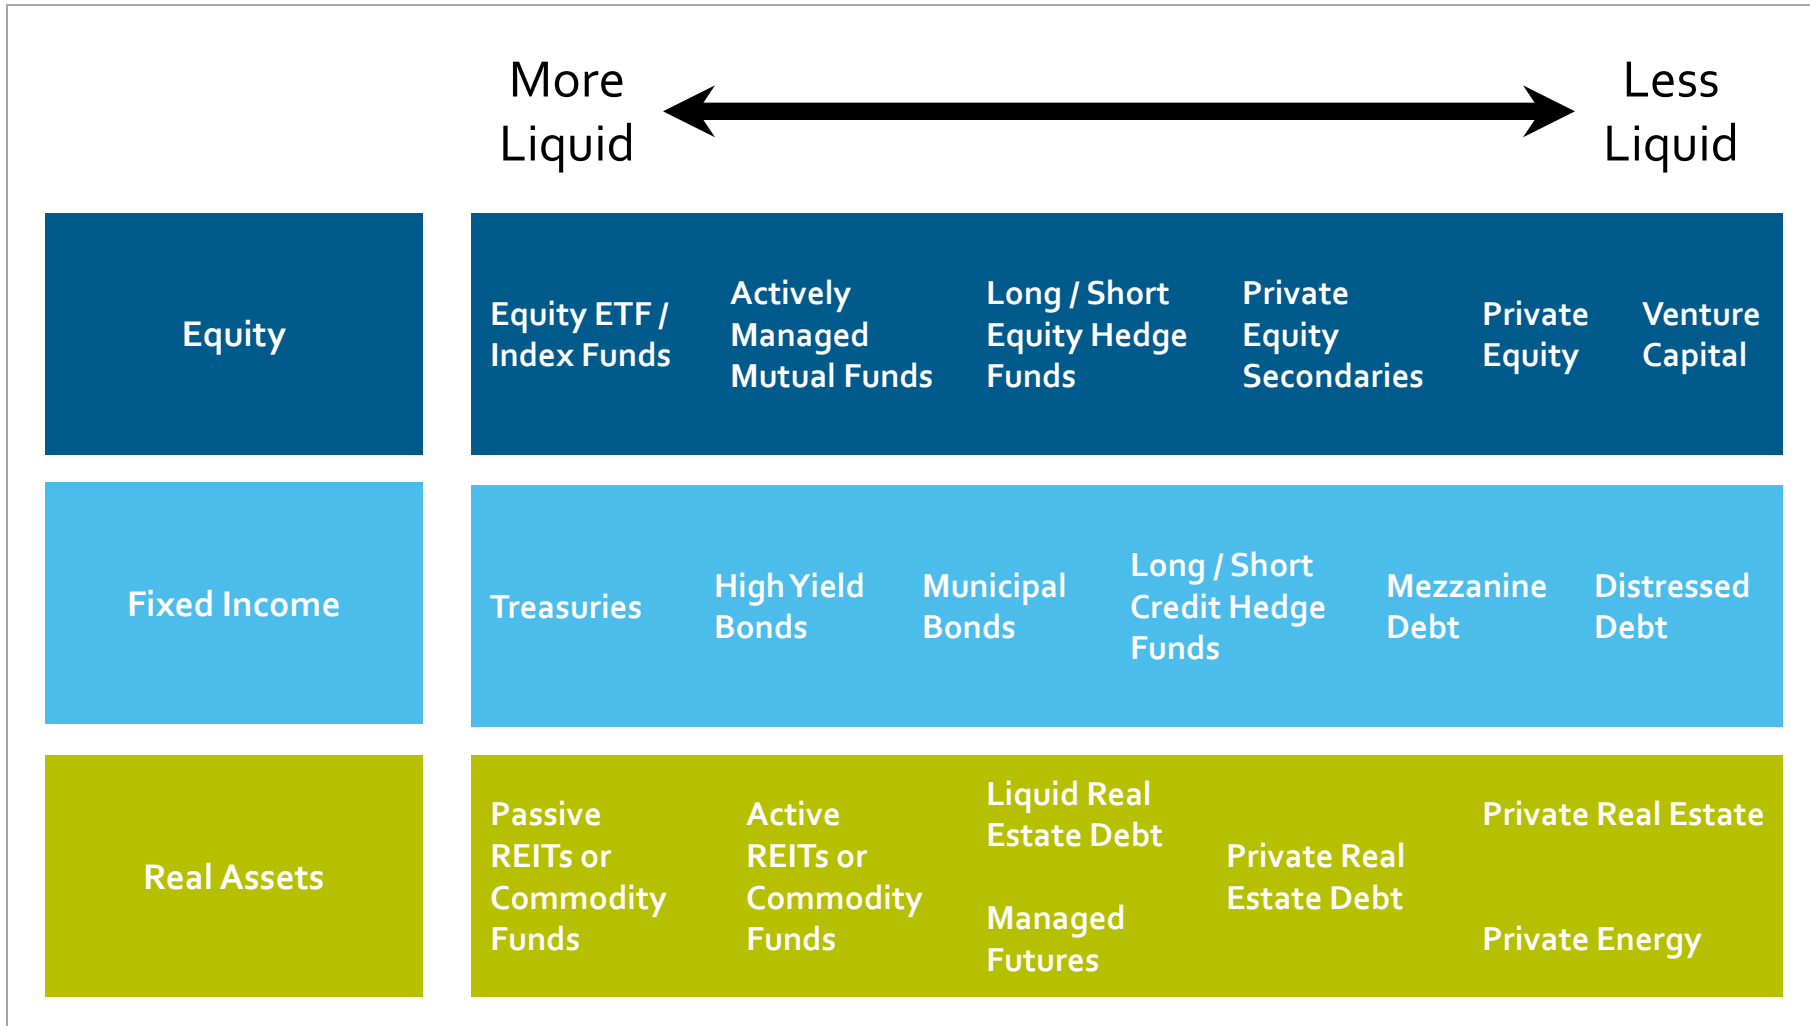 More
Liquid
Less
Liquid
Equity
Equity ETF /
Index Funds
Actively
Managed
Mutual Funds
Long / Short
Equity Hedge
Funds
Private
Equity
Secondaries
Private
Equity
Venture
Capital
Fixed Income
Treasuries
High Yield
Bonds
Municipal
Bonds
Long / Short
Credit Hedge
Funds
Mezzanine
Debt
Distressed
Debt
Real Assets
Passive
REITs or
Commodity
Funds
Active
REITs or
Commodity
Funds
Liquid Real
Estate Debt
Managed
Futures
Private Real
Estate Debt
Private Real Estate
Private Energy